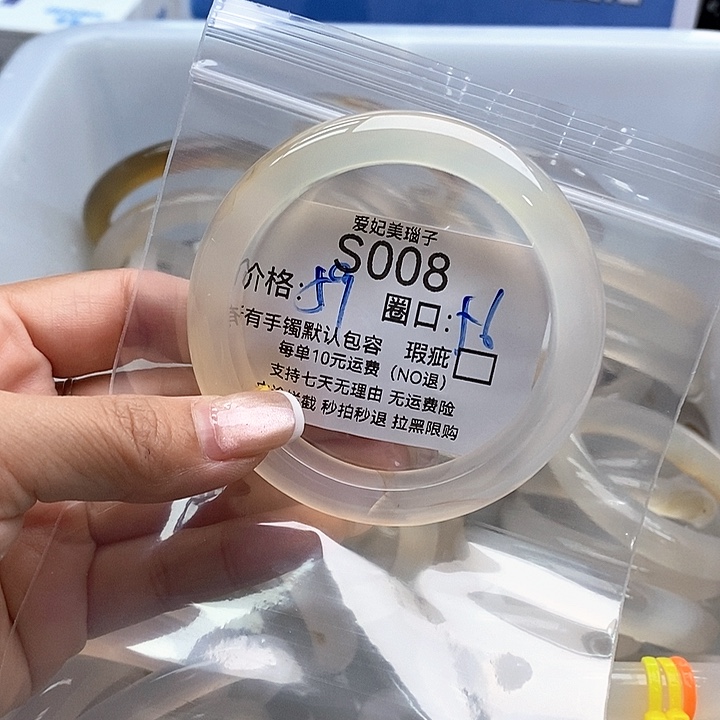 爱妃美瑙子
S008
价格:59 圈口:56
有手镯默认包容 瑕疵
每单10元运费(NO退)
支持七天无理由 无运费险
截 秒拍秒退 拉黑限购